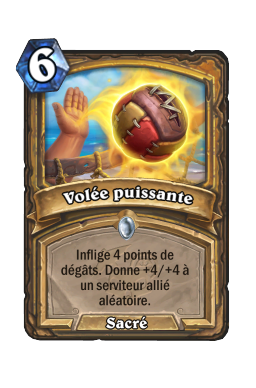 6
Volée puissante
Inflige 4 points de
dégâts. Donne +4/+4 à
un serviteur allié
aléatoire.
Sacré